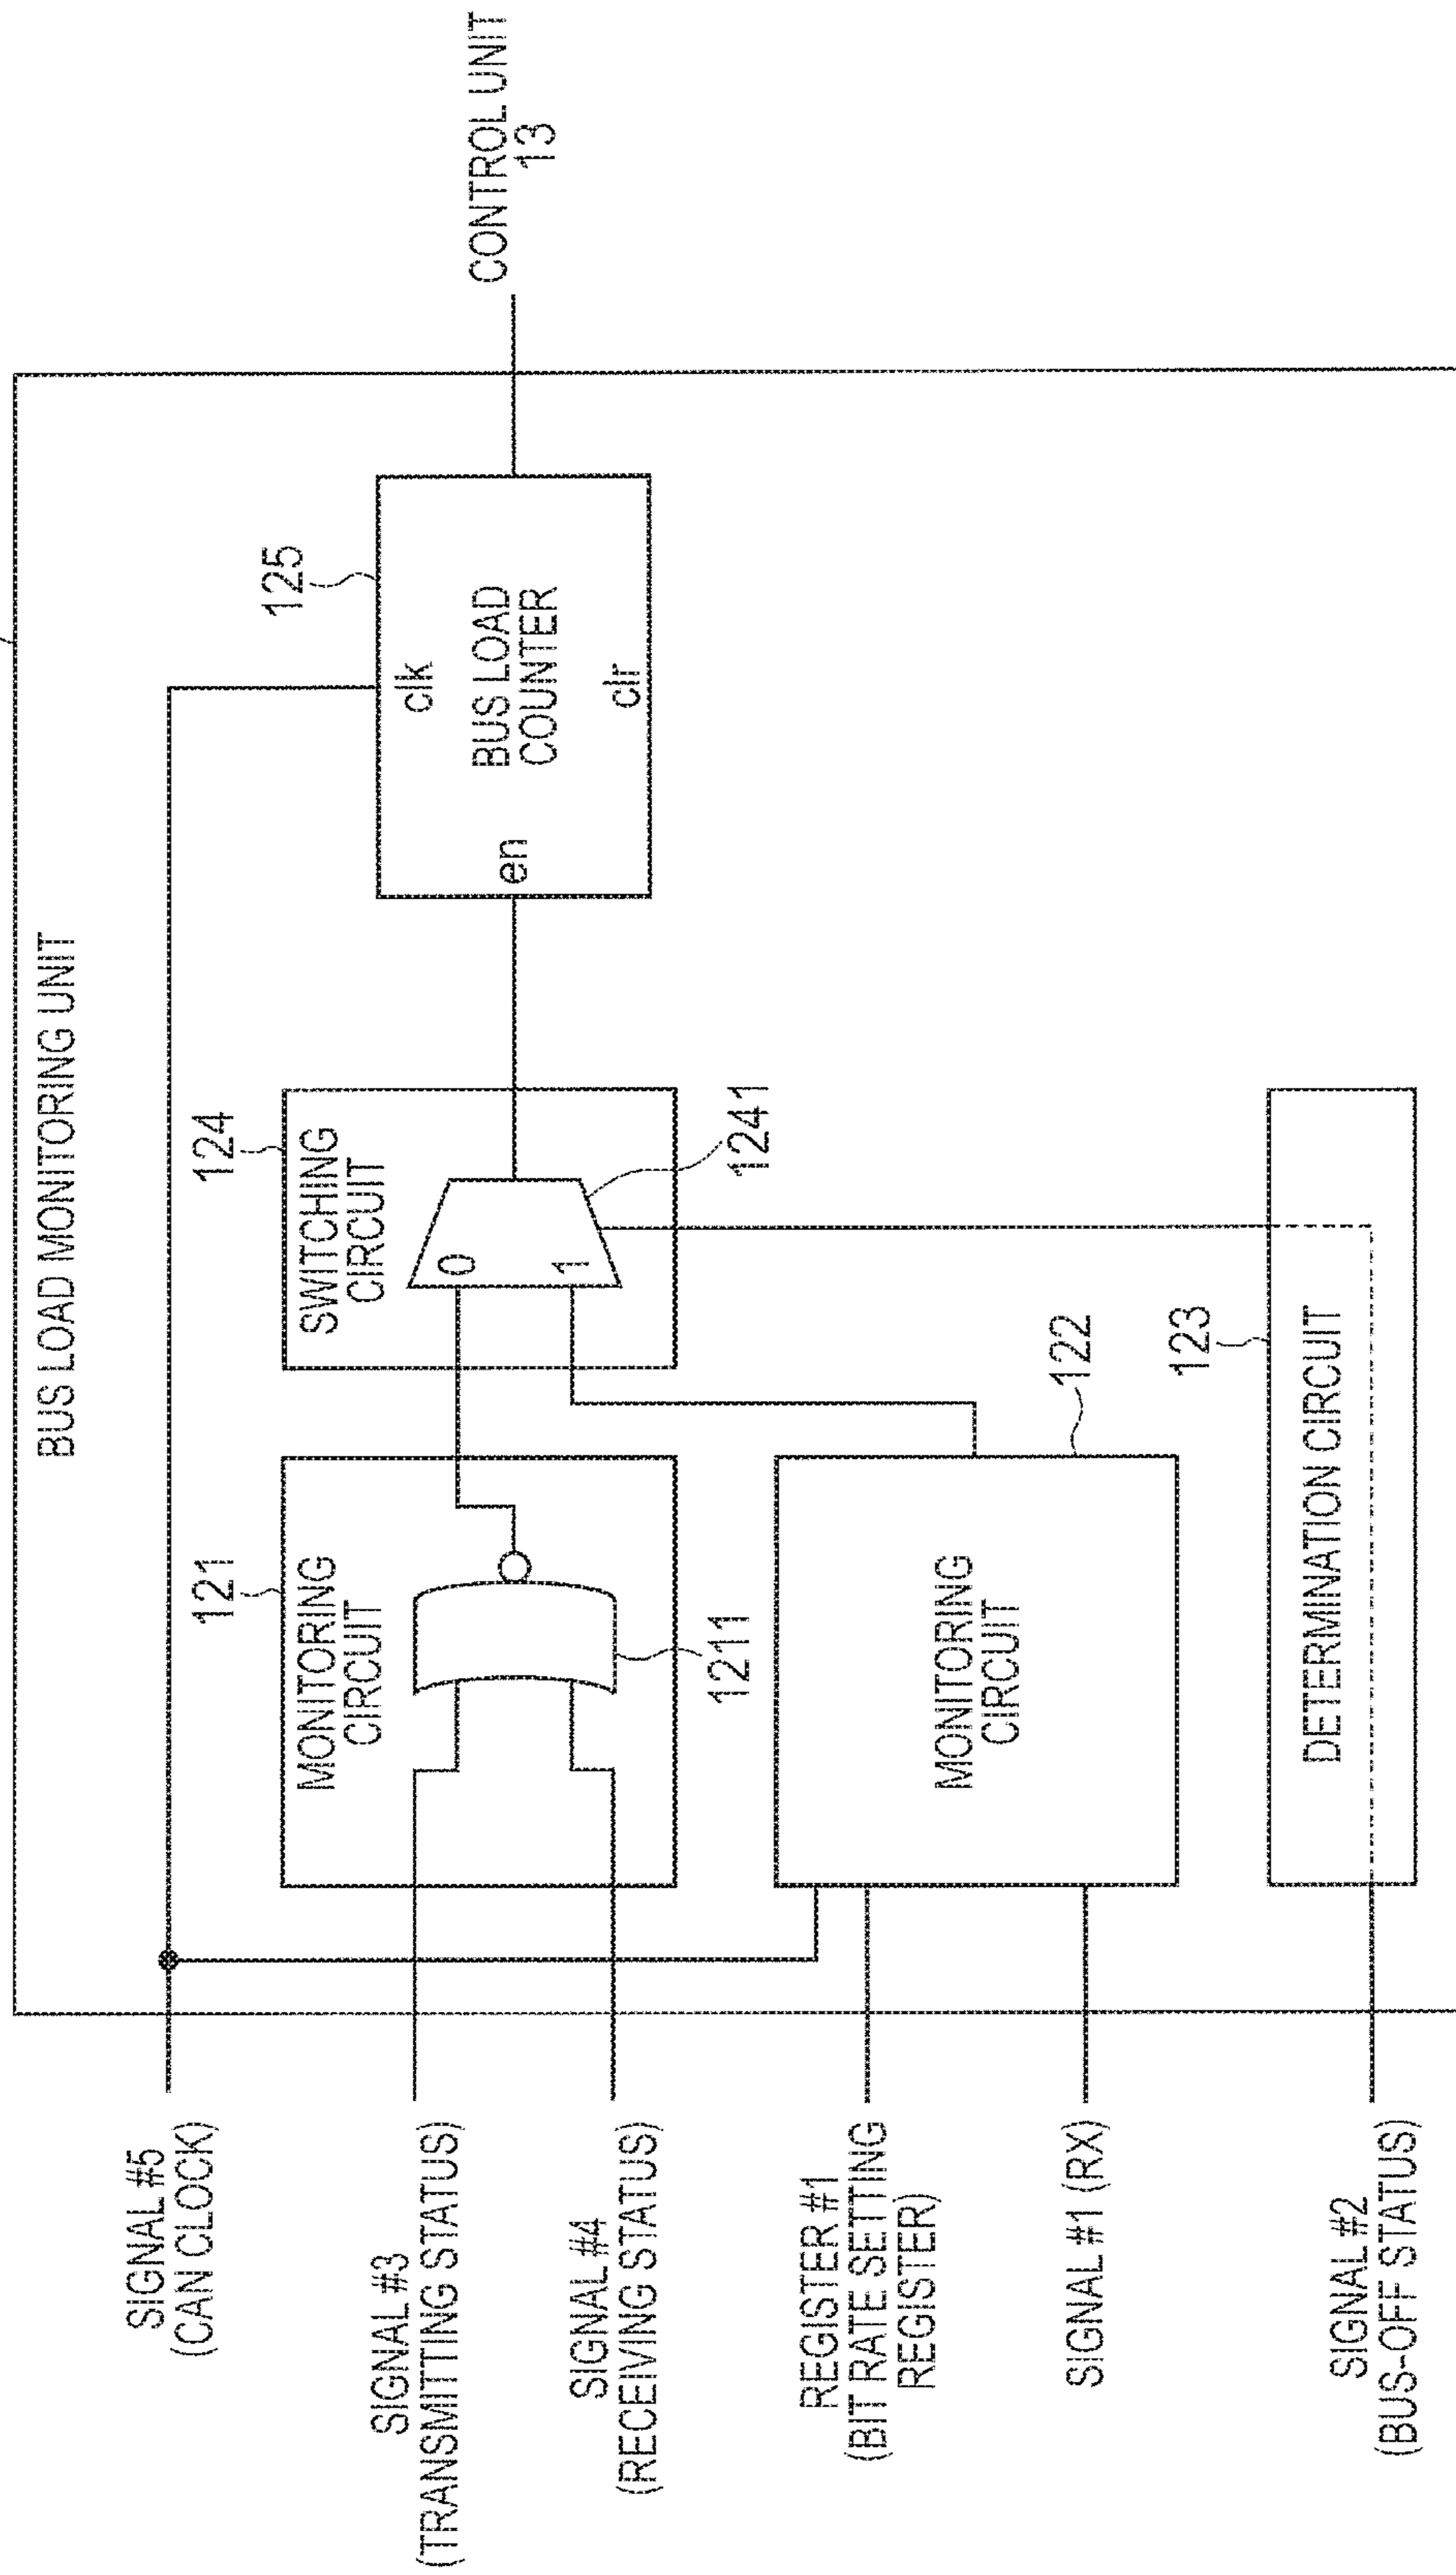 BUS LOAD MONITORING UNIT
SIGNAL #5
(CAN CLOCK)
SIGNAL #3
(TRANSMITTING STATUS)
SIGNAL #4
(RECEIVING STATUS)
REGISTER #1
(BIT RATE SETTING
REGISTER)
SIGNAL #1 (RX)
SIGNAL #2
(BUS-OFF STATUS)
121
MONITORING
CIRCUIT
1211
MONITORING
CIRCUIT
122
123
DETERMINATION CIRCUIT
124
SWITCHING
CIRCUIT
0
1
1241
125
clk
en
BUS LOAD
COUNTER
clr
CONTROL UNIT
13